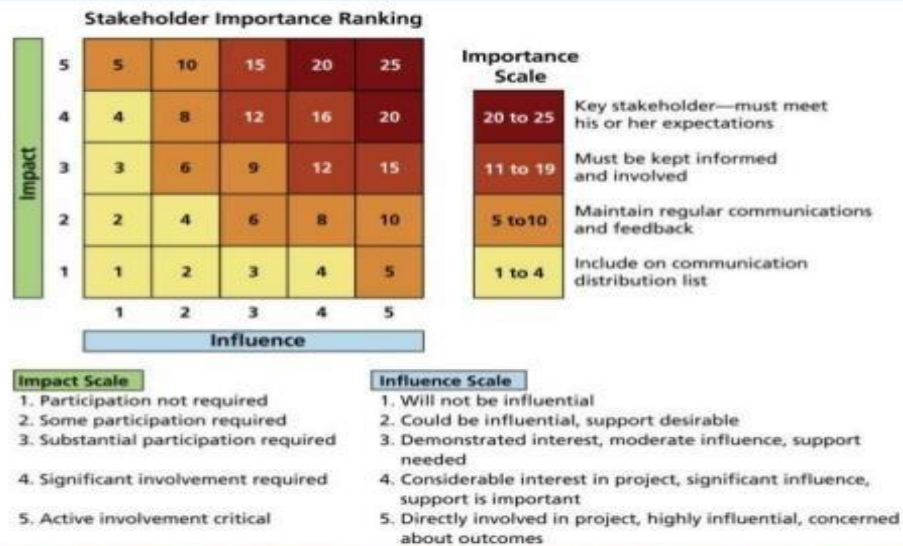 Stakeholder Importance Ranking
Impact
5 5 10 15 20 25
4 4 8 12 16 20
3 3 6 9 12 15
2 2 4 6 8 10
1 1 2 3 4 5
1 2 3 4 5
Influence
Importance
Scale
20 to 25
Key stakeholder—must meet
his or her expectations
11 to 19
Must be kept informed
and involved
5 to10
Maintain regular communications
and feedback
1 to 4
Include on communication
distribution list
Impact Scale
1. Participation not required
2. Some participation required
3. Substantial participation required
4. Significant involvement required
5. Active involvement critical
Influence Scale
1. Will not be influential
2. Could be influential, support desirable
3. Demonstrated interest, moderate influence, support
needed
4. Considerable interest in project, significant influence,
support is important
5. Directly involved in project, highly influential, concerned
about outcomes